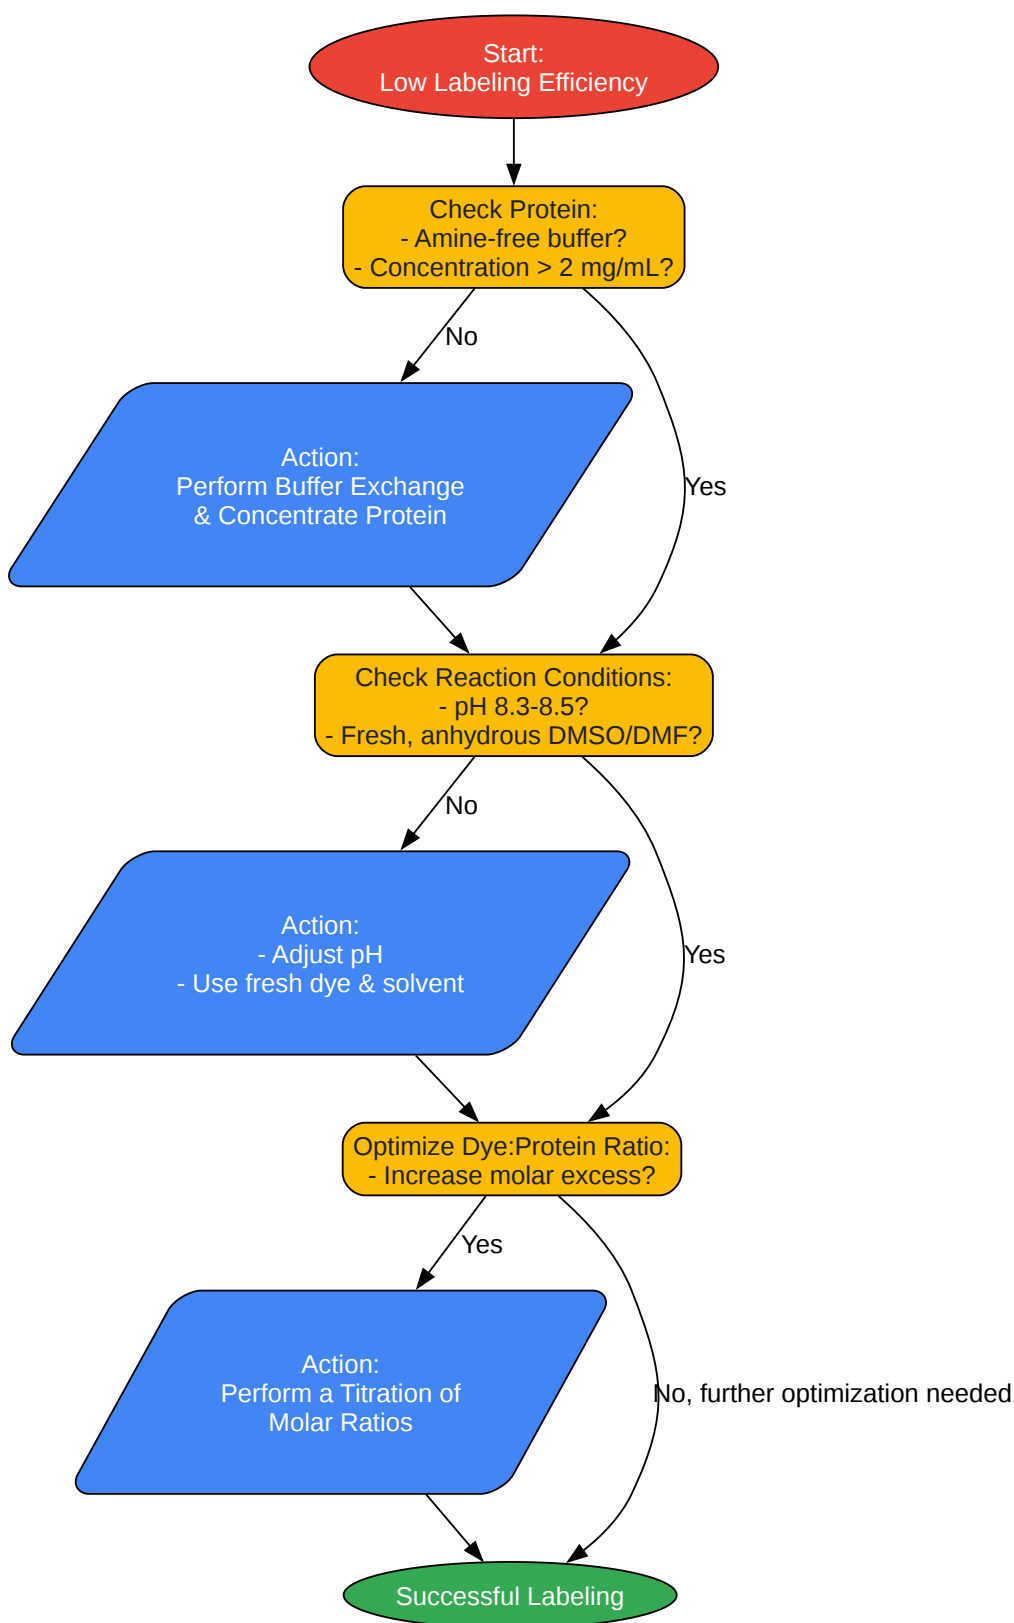 Start:
Low Labeling Efficiency
Check Protein:
- Amine-free buffer?
- Concentration > 2 mg/mL?
No
Yes
Action:
Perform Buffer Exchange
& Concentrate Protein
Check Reaction Conditions:
- pH 8.3-8.5?
- Fresh, anhydrous DMSO/DMF?
No
Yes
Action:
- Adjust pH
- Use fresh dye & solvent
Optimize Dye:Protein Ratio:
- Increase molar excess?
Yes
No, further optimization needed
Action:
Perform a Titration of
Molar Ratios
Successful Labeling